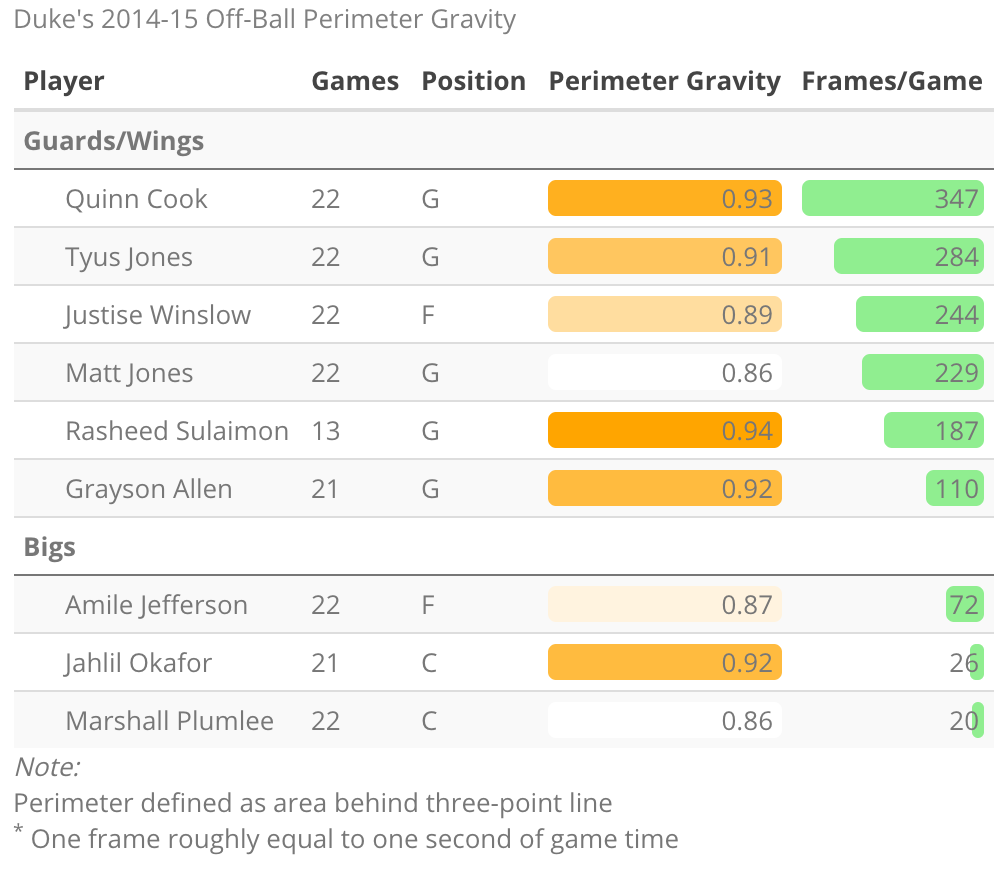 Duke's 2014-15 Off-Ball Perimeter Gravity
Player Games Position Perimeter Gravity Frames/Game
Guards/Wings
Quinn Cook 22 G 0.93 347
Tyus Jones 22 G 0.91 284
Justise Winslow 22 F 0.89 244
Matt Jones 22 G 0.86 229
Rasheed Sulaimon 13 G 0.94 187
Grayson Allen 21 G 0.92 110
Bigs
Amile Jefferson 22 F 0.87 72
Jahlil Okafor 21 C 0.92 26
Marshall Plumlee 22 C 0.86 20
Note:
Perimeter defined as area behind three-point line
* One frame roughly equal to one second of game time